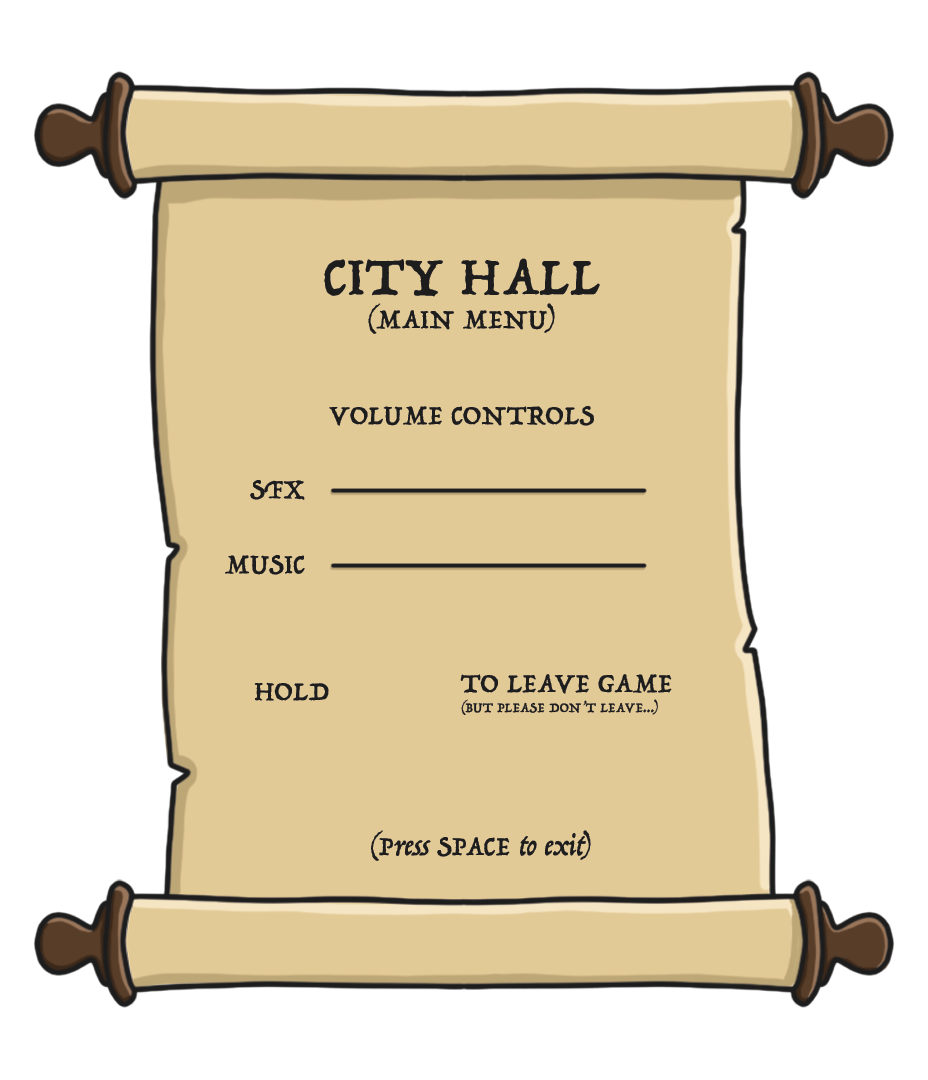 CITY HALL
(MAIN MENU)
VOLUME CONTROLS
SFX
MUSIC
HOLD TO LEAVE GAME
(BUT PLEASE DON'T LEAVE...)
(Press SPACE to exit)